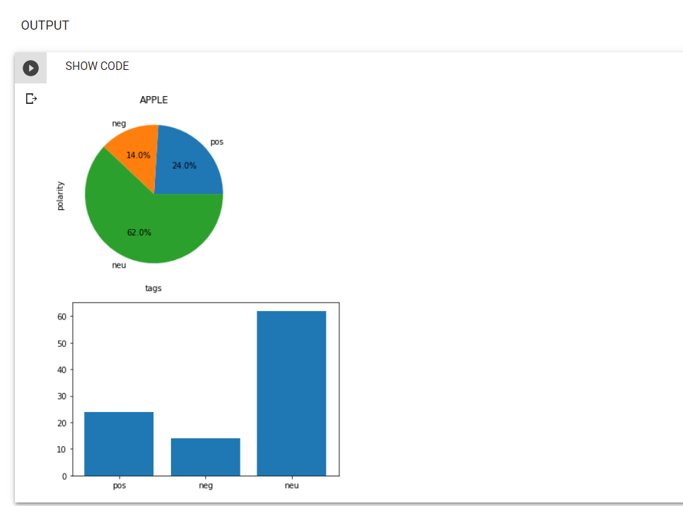 OUTPUT
SHOW CODE
APPLE
neg
pos
14.0%
24.0%
polarity
62.0%
neu
tags
60
50
40
30
20
10
0
pos neg neu